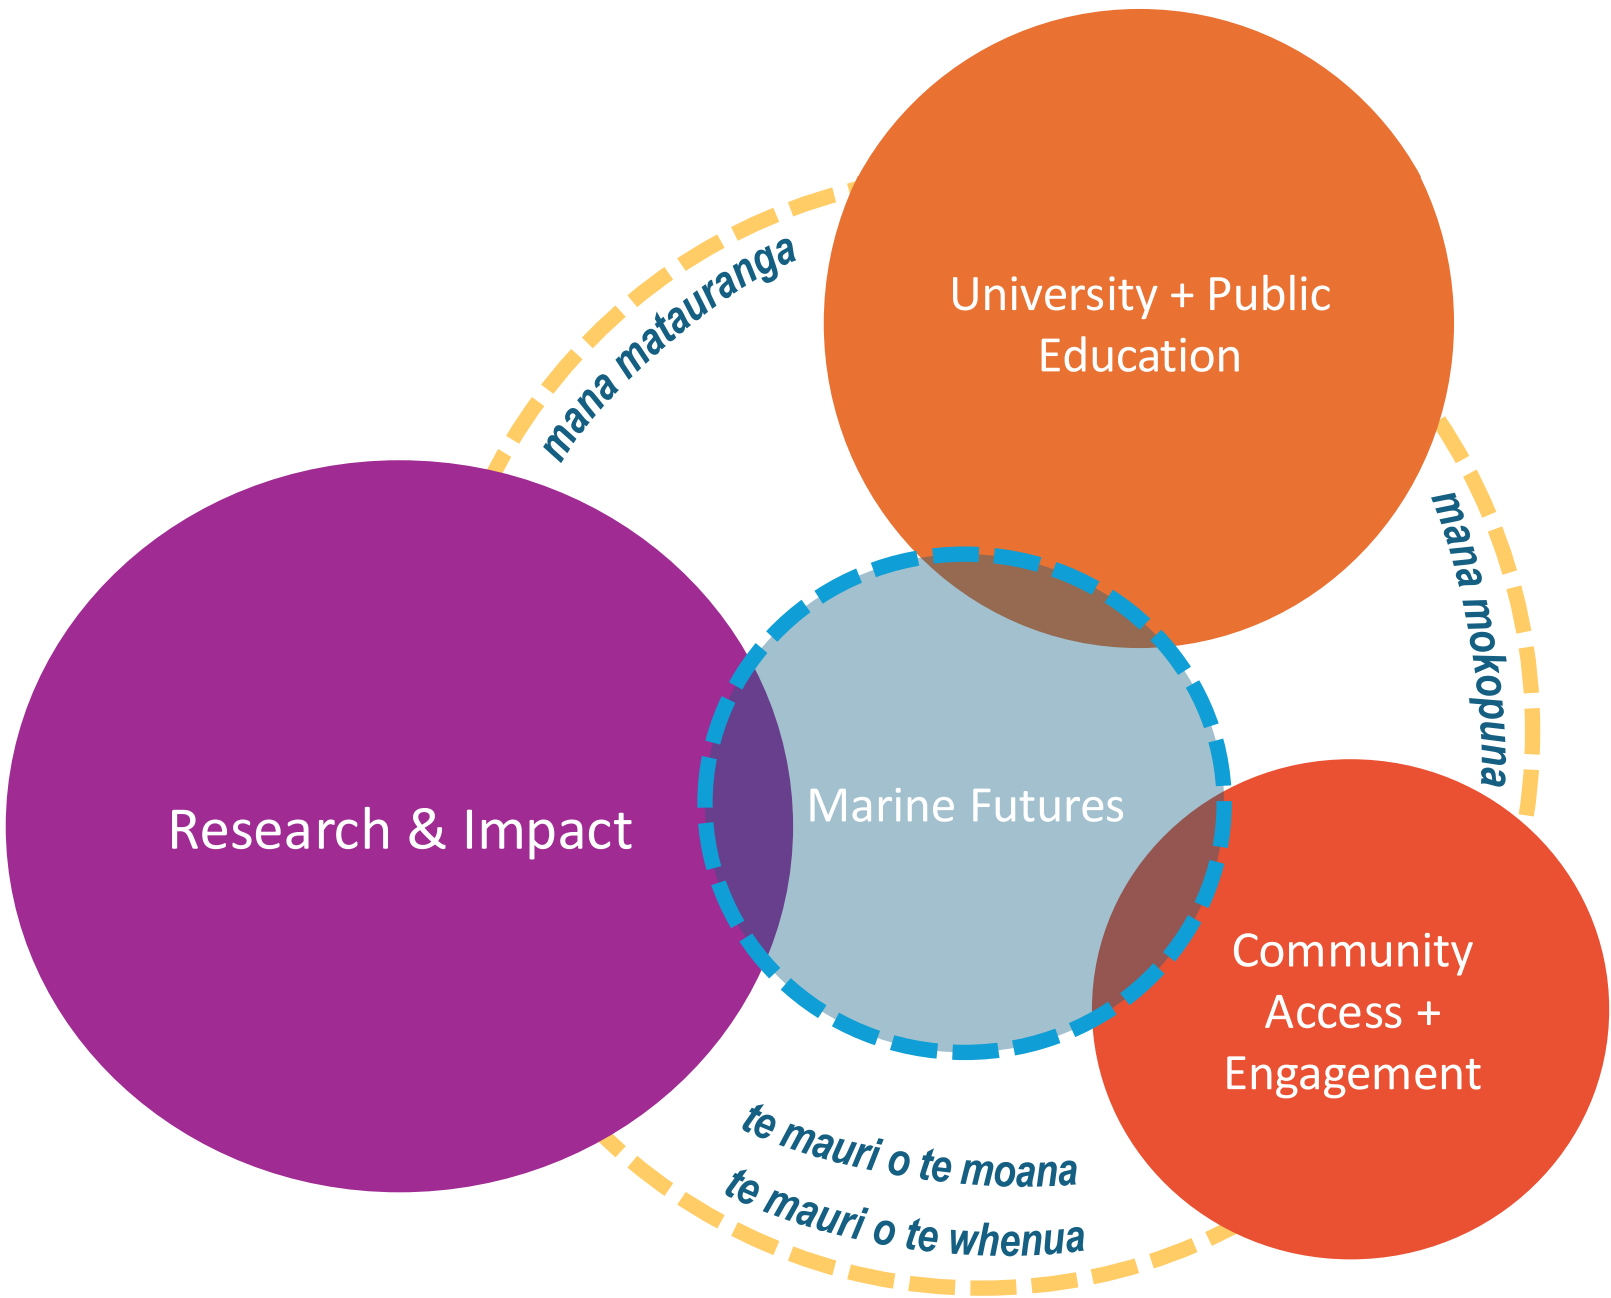 University + Public
Education
mana matauranga
mana mokopuna
Research & Impact
Marine Futures
Community
Access +
Engagement
te mauri o te moana
te mauri o te whenua